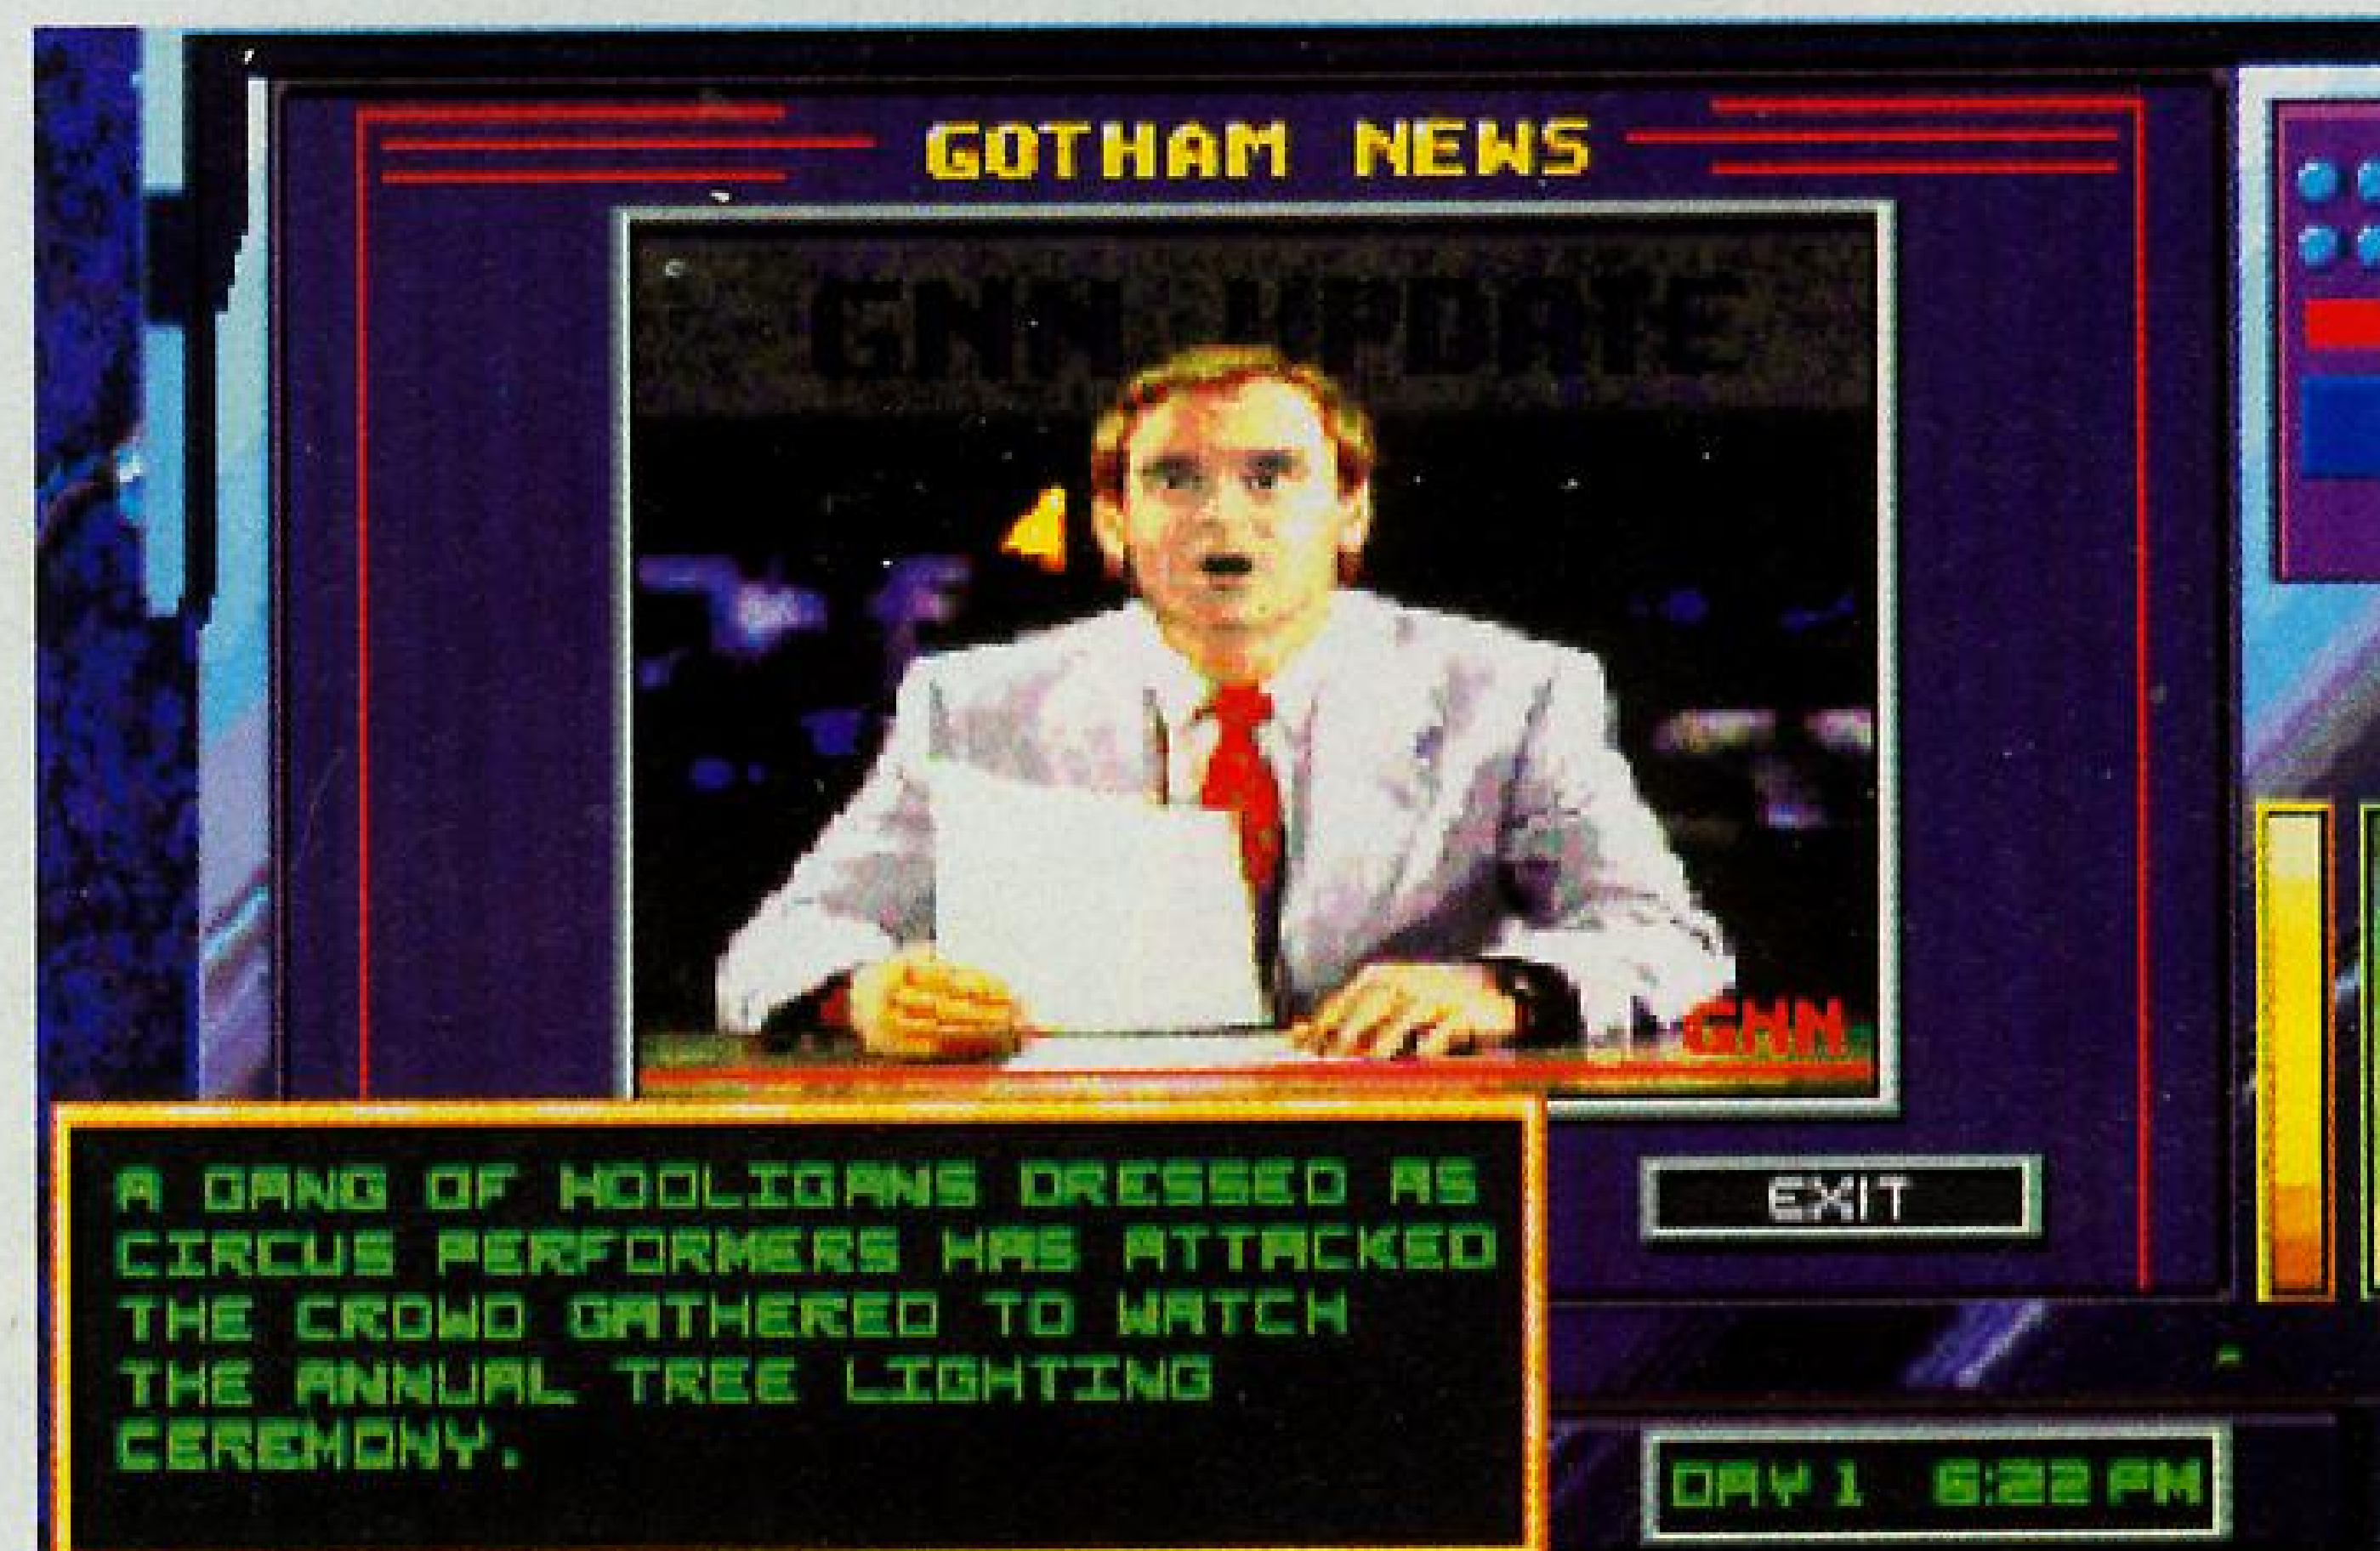 GOTHAM NEWS
GNN UPDATE
GNN
A GANG OF HOOLIGANS DRESSED AS
CIRCUS PERFORMERS HAS ATTACKED
THE CROWD GATHERED TO WATCH
THE ANNUAL TREE LIGHTING
CEREMONY.
EXIT
DAY 1 6:22 PM